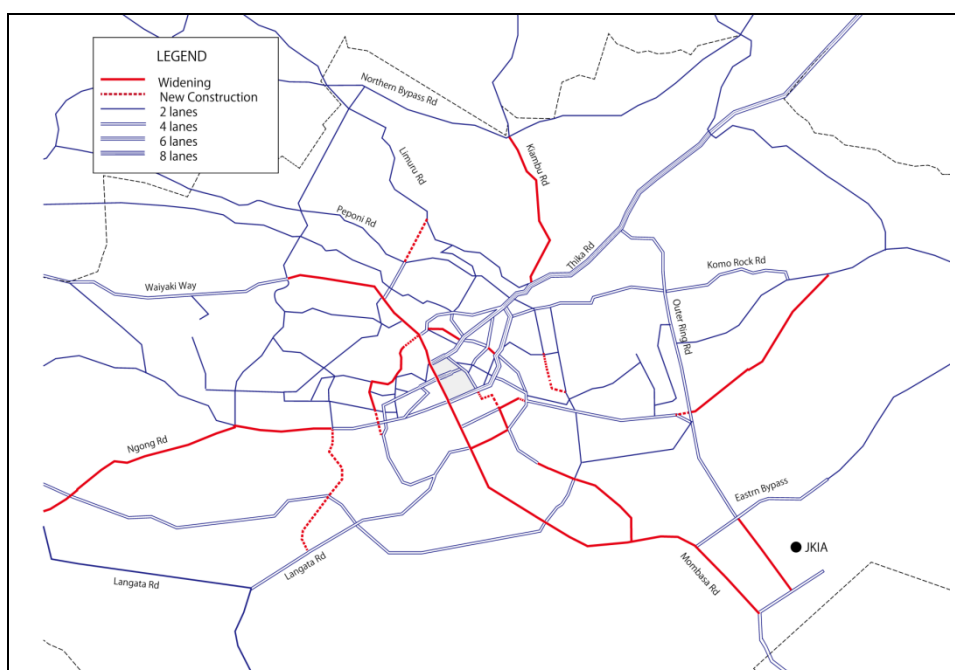 LEGEND
Widening
New Construction
2 lanes
4 lanes
6 lanes
8 lanes
Northern Bypass Rd
Kiambu Rd
Limuru Rd
Peponi Rd
Thika Rd
Komo Rock Rd
Waiyaki Way
Outer Ring Rd
Ngong Rd
Eastrn Bypass
JKIA
Mombasa Rd
Langata Rd
Langata Rd